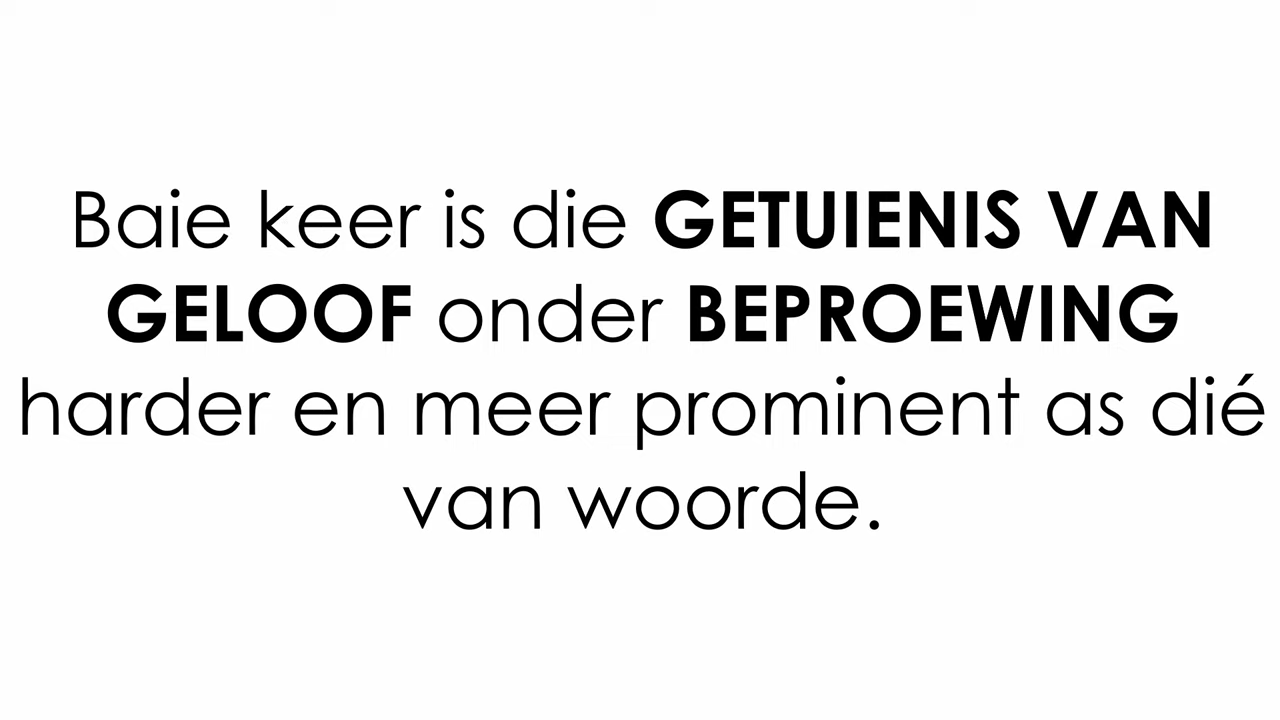 Baie keer is die GETUIENIS VAN
GELOOF onder BEPROEWING
harder en meer prominent as dié
van woorde.